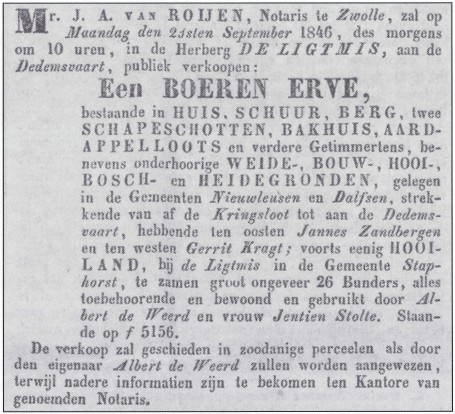 Mr. J. A. VAN ROIJEN, Notaris te Zwolle, zal op
Maandag den 21sten September 1846, des morgens
om 10 uren, in de Herberg DE LIGTMIS, aan de
Dedemsvaart, publiek verkoopen:
Een BOEREN ERVE,
bestaande in HUIS, SCHUUR, BERG, twee
SCHAPESCHOTTEN, BAKHUIS, AARD-
APPELLOOTS en verdere Getimmertens, be-
nevens onderhoorige WEIDE-, BOUW-, HOOI-,
BOSCH- en HEIDEGRONDEN, gelegen
in de Gemeenten Nieuwleusen en Dalfsen, strek-
kende van af de Kringsloot tot aan de Dedems-
vaart, hebbende ten oosten Jannes Zandbergen
en ten westen Gerrit Kragt; voorts eenig HOOI-
LAND, bij de Ligtmis in de Gemeente Stap-
horst, te zamen groot ongeveer 26 Bunders, alles
toebehoorende en bewoond en gebruikt door Al-
bert de Weerd en vrouw Jentien Stolte. Staan-
de op f 5156.
De verkoop zal geschieden in zoodanige perceelen als door
den eigenaar Albert de Weerd zullen worden aangewezen,
terwijl nadere informatien zijn te bekomen ten Kantore van
genoemden Notaris.